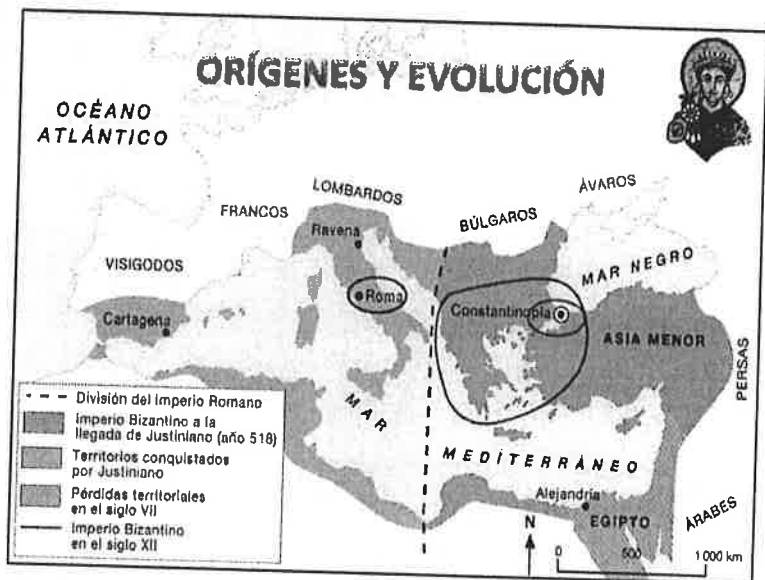 ORÍGENES Y EVOLUCIÓN
OCÉANO
ATLÁNTICO
LOMBARDOS
ÁVAROS
FRANCOS
BÚLGAROS
Ravena
VISIGODOS
MAR NEGRO
Roma
Constantinopla
Cartagena
ASIA MENOR
PERSAS
División del Imperio Romano
Imperio Bizantino a la
llegada de Justiniano (año 518)
Territorios conquistados
por Justiniano
Pérdidas territoriales
en el siglo VII
Imperio Bizantino
en el siglo XII
MAR
MEDITERRÁNEO
Alejandría
EGIPTO
ÁRABES
N
0 500 1 000 km